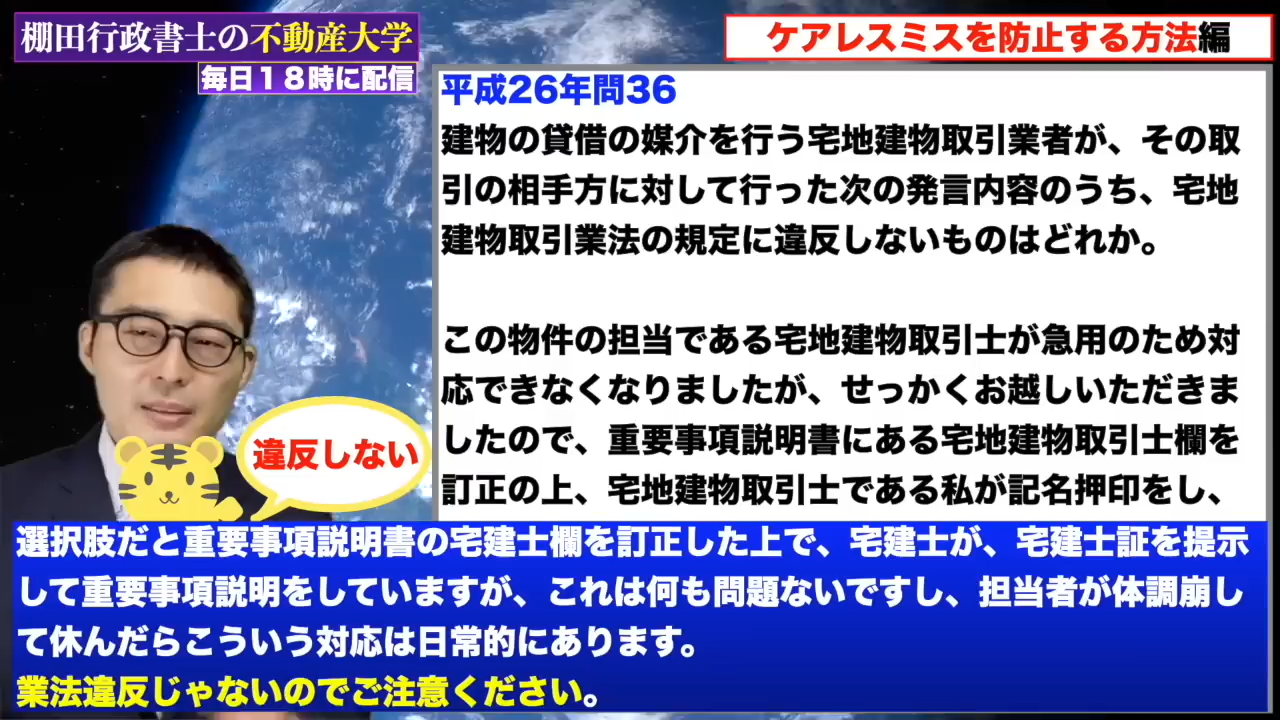 棚田行政書士の不動産大学
毎日18時に配信
ケアレスミスを防止する方法編
平成26年問36
建物の貸借の媒介を行う宅地建物取引業者が、その取
引の相手方に対して行った次の発言内容のうち、宅地
建物取引業法の規定に違反しないものはどれか。
この物件の担当である宅地建物取引士が急用のため対
応できなくなりましたが、せっかくお越しいただきま
したので、重要事項説明書にある宅地建物取引士欄を
訂正の上、宅地建物取引士である私が記名押印をし、
違反しない
選択肢だと重要事項説明書の宅建士欄を訂正した上で、宅建士が、宅建士証を提示
して重要事項説明をしていますが、これは何も問題ないですし、担当者が体調崩し
て休んだらこういう対応は日常的にあります。
業法違反じゃないのでご注意ください。